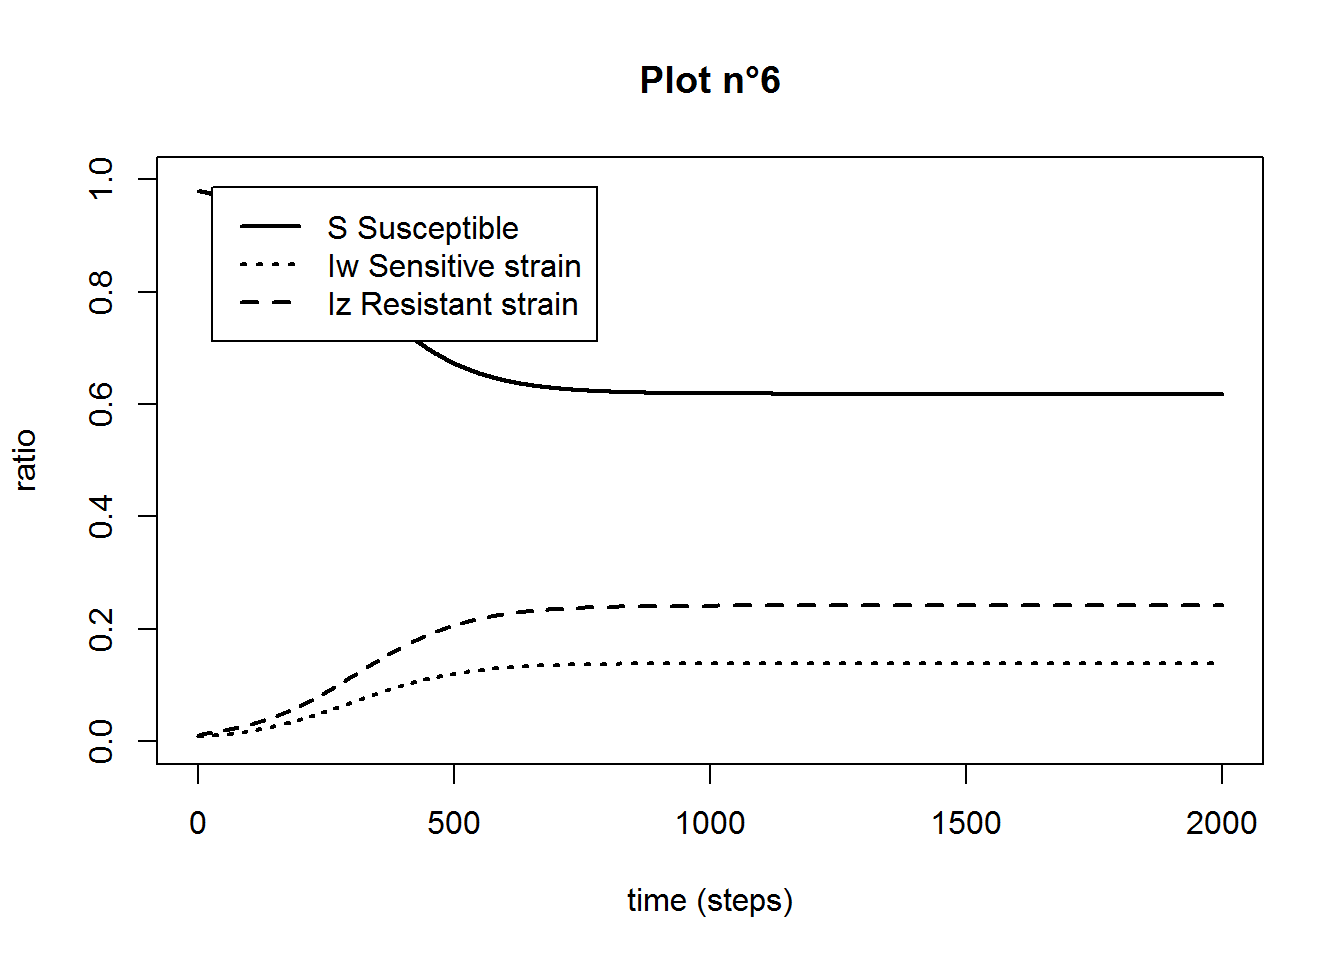 Plot n°6
S Susceptible
Iw Sensitive strain
Iz Resistant strain
ratio
1.0
0.8
0.6
0.4
0.2
0.0
0 500 1000 1500 2000
time (steps)